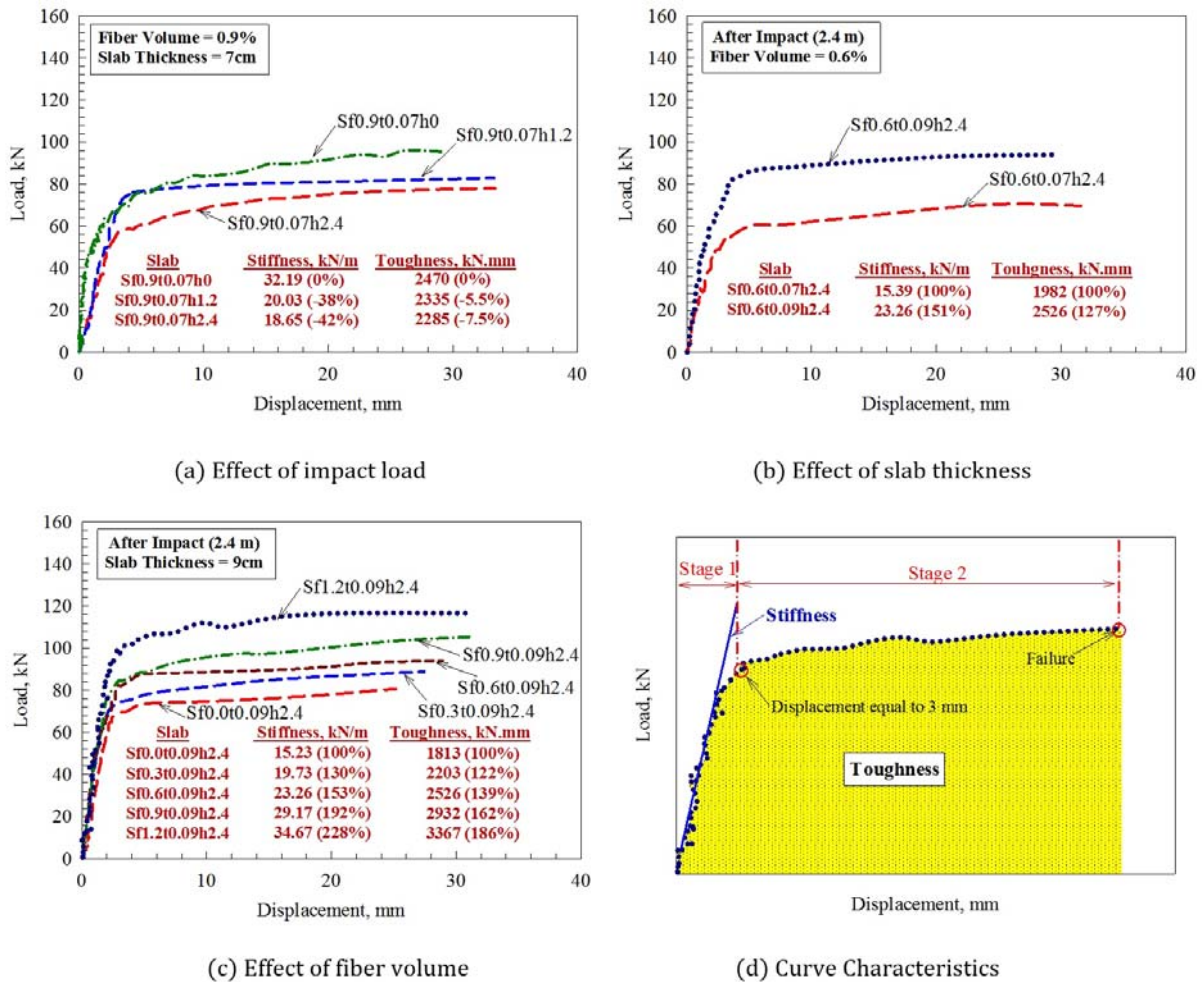 160
140
120
100
80
60
40
20
0
Load, kN
Fiber Volume = 0.9%
Slab Thickness = 7cm
Sf0.9t0.07h0
Sf0.9t0.07h1.2
Sf0.9t0.07h2.4
Slab Stiffness, kN/m Toughness, kN.mm
Sf0.9t0.07h0 32.19 (0%) 2470 (0%)
Sf0.9t0.07h1.2 20.03 (-38%) 2335 (-5.5%)
Sf0.9t0.07h2.4 18.65 (-42%) 2285 (-7.5%)
0 10 20 30 40
Displacement, mm
(a) Effect of impact load
160
140
120
100
80
60
40
20
0
Load, kN
After Impact (2.4 m)
Fiber Volume = 0.6%
Sf0.6t0.09h2.4
Sf0.6t0.07h2.4
Slab Stiffness, kN/m Touhgness, kN.mm
Sf0.6t0.07h2.4 15.39 (100%) 1982 (100%)
Sf0.6t0.09h2.4 23.26 (151%) 2526 (127%)
0 10 20 30 40
Displacement, mm
(b) Effect of slab thickness
160
140
120
100
80
60
40
20
0
Load, kN
After Impact (2.4 m)
Slab Thickness = 9cm
Sf1.2t0.09h2.4
Sf0.9t0.09h2.4
Sf0.6t0.09h2.4
Sf0.3t0.09h2.4
Sf0.0t0.09h2.4
Slab Stiffness, kN/m Toughness, kN.mm
Sf0.0t0.09h2.4 15.23 (100%) 1813 (100%)
Sf0.3t0.09h2.4 19.73 (130%) 2203 (122%)
Sf0.6t0.09h2.4 23.26 (153%) 2526 (139%)
Sf0.9t0.09h2.4 29.17 (192%) 2932 (162%)
Sf1.2t0.09h2.4 34.67 (228%) 3367 (186%)
0 10 20 30 40
Displacement, mm
(c) Effect of fiber volume
Load, kN
Stage 1 Stage 2
Stiffness
Failure
Displacement equal to 3 mm
Toughness
Displacement, mm
(d) Curve Characteristics